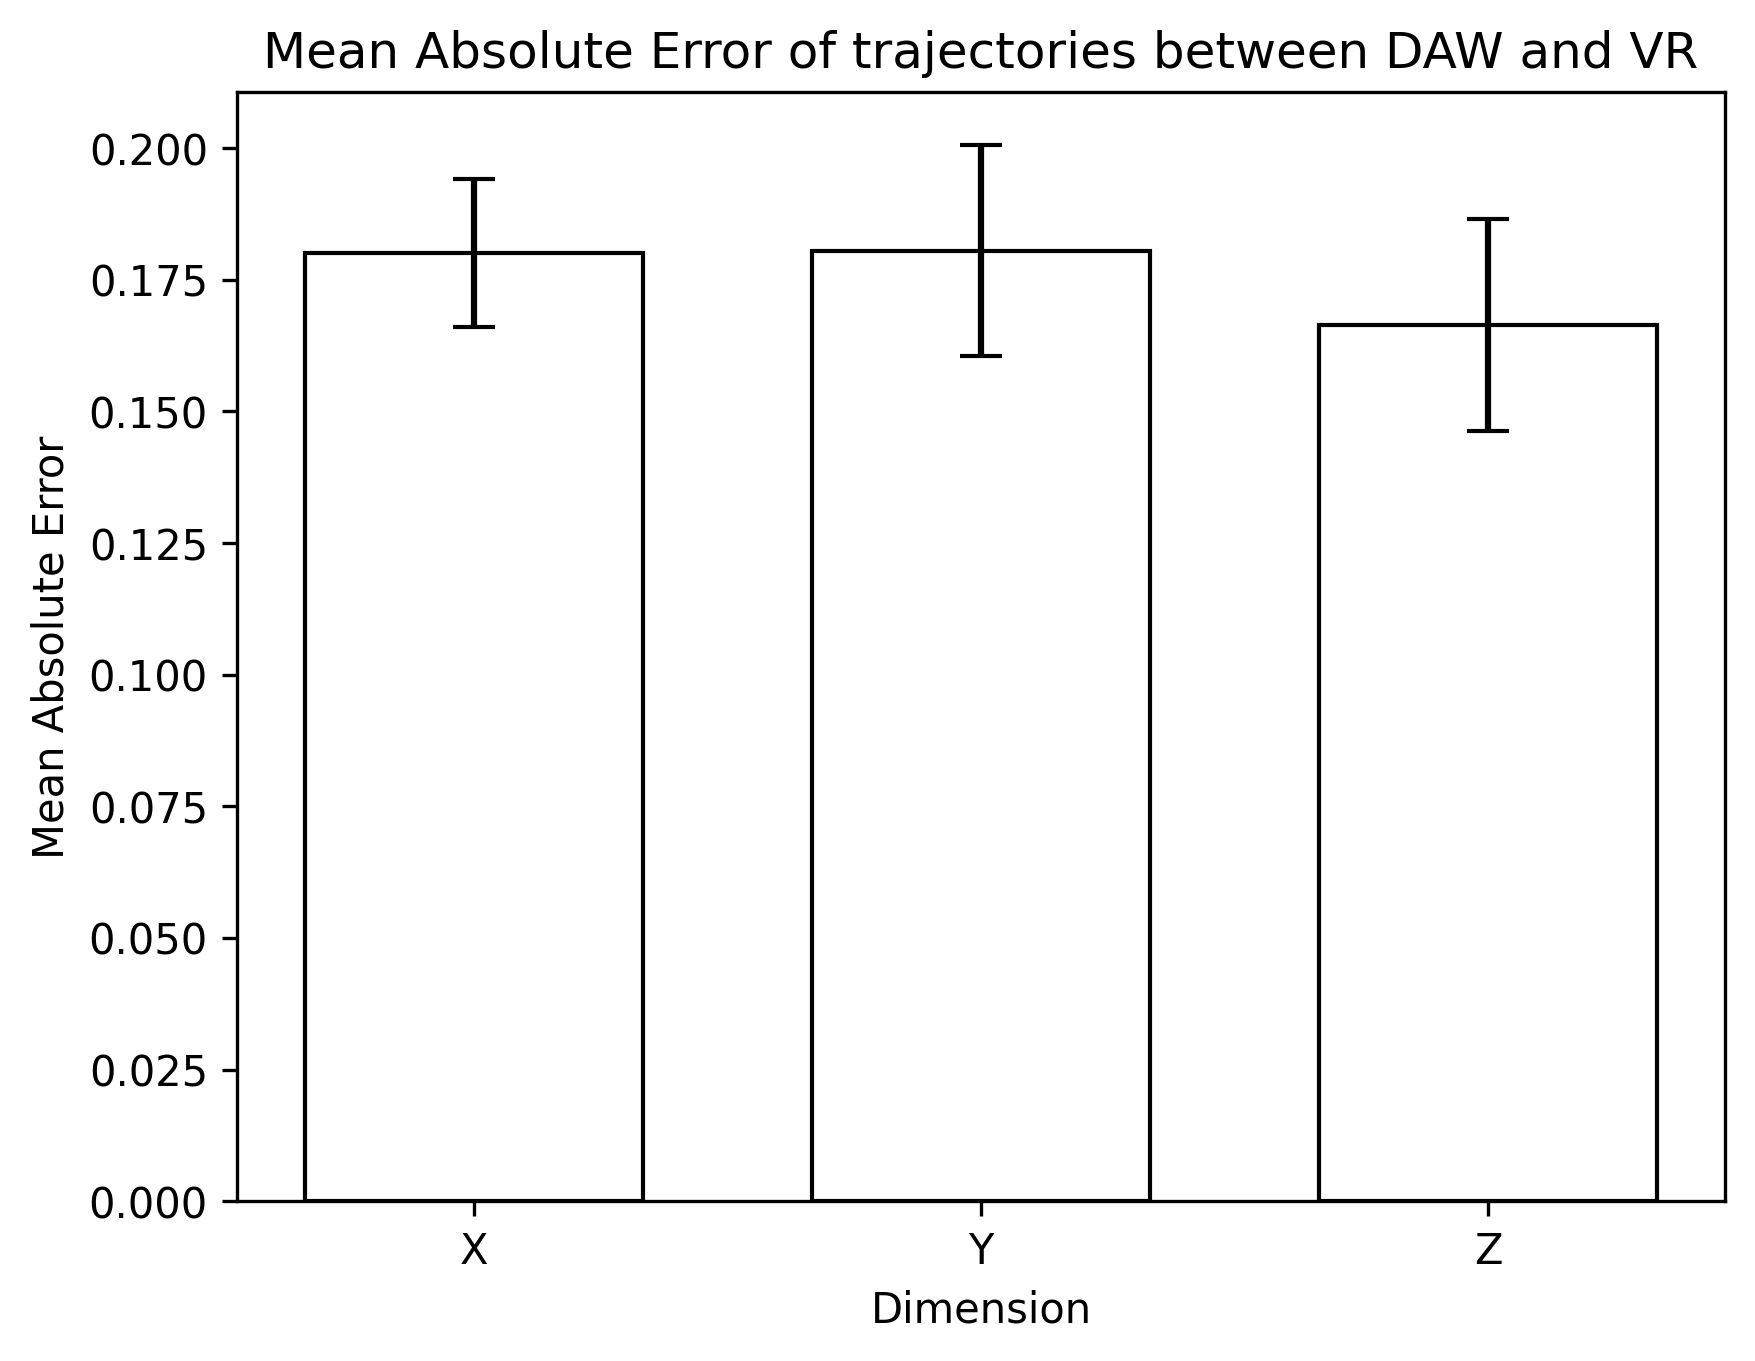 Mean Absolute Error of trajectories between DAW and VR
0.200
0.175
0.150
0.125
0.100
0.075
0.050
0.025
0.000
Mean Absolute Error
X
Y
Z
Dimension